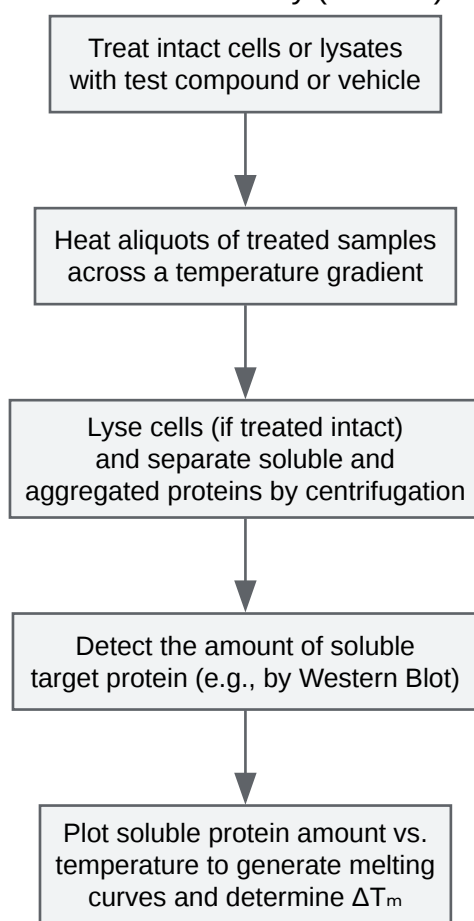 Treat intact cells or lysates
with test compound or vehicle
Heat aliquots of treated samples
across a temperature gradient
Lyse cells (if treated intact)
and separate soluble and
aggregated proteins by centrifugation
Detect the amount of soluble
target protein (e.g., by Western Blot)
Plot soluble protein amount vs.
temperature to generate melting
curves and determine ΔTₘ